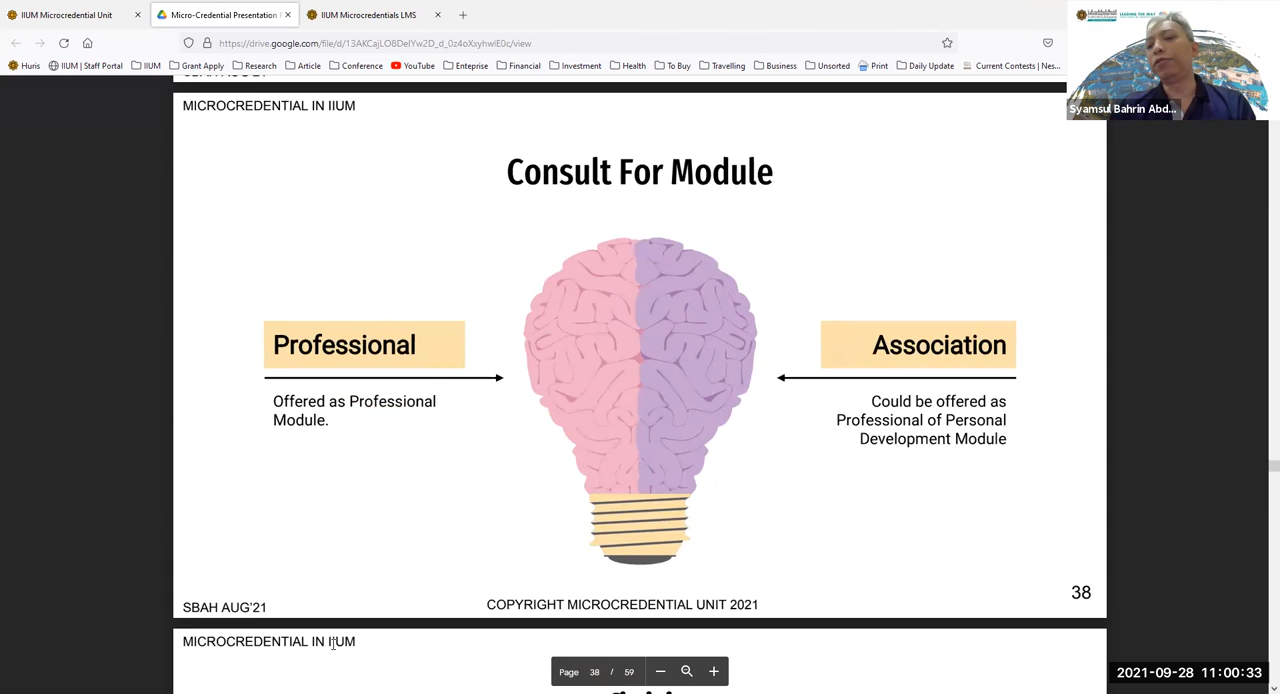 IIUM Microcredential Unit
Micro-Credential Presentation
IIUM Microcredentials LMS
https://drive.google.com/file/d/13AKCajLO8DelYw2D_d_0z4oXxyhwlE0c/view
Huris
IIUM | Staff Portal
IIUM
Grant Apply
Research
Article
Conference
YouTube
Enteprise
Financial
Investment
Health
To Buy
Travelling
Business
Unsorted
Print
Daily Update
Current Contests | Nes...
LEADING THE WAY
Syamsul Bahrin Abd...
MICROCREDENTIAL IN IIUM
Consult For Module
Professional
Offered as Professional
Module.
Association
Could be offered as
Professional of Personal
Development Module
38
SBAH AUG'21
COPYRIGHT MICROCREDENTIAL UNIT 2021
MICROCREDENTIAL IN IIUM
Page 38 / 59
2021-09-28 11:00:33